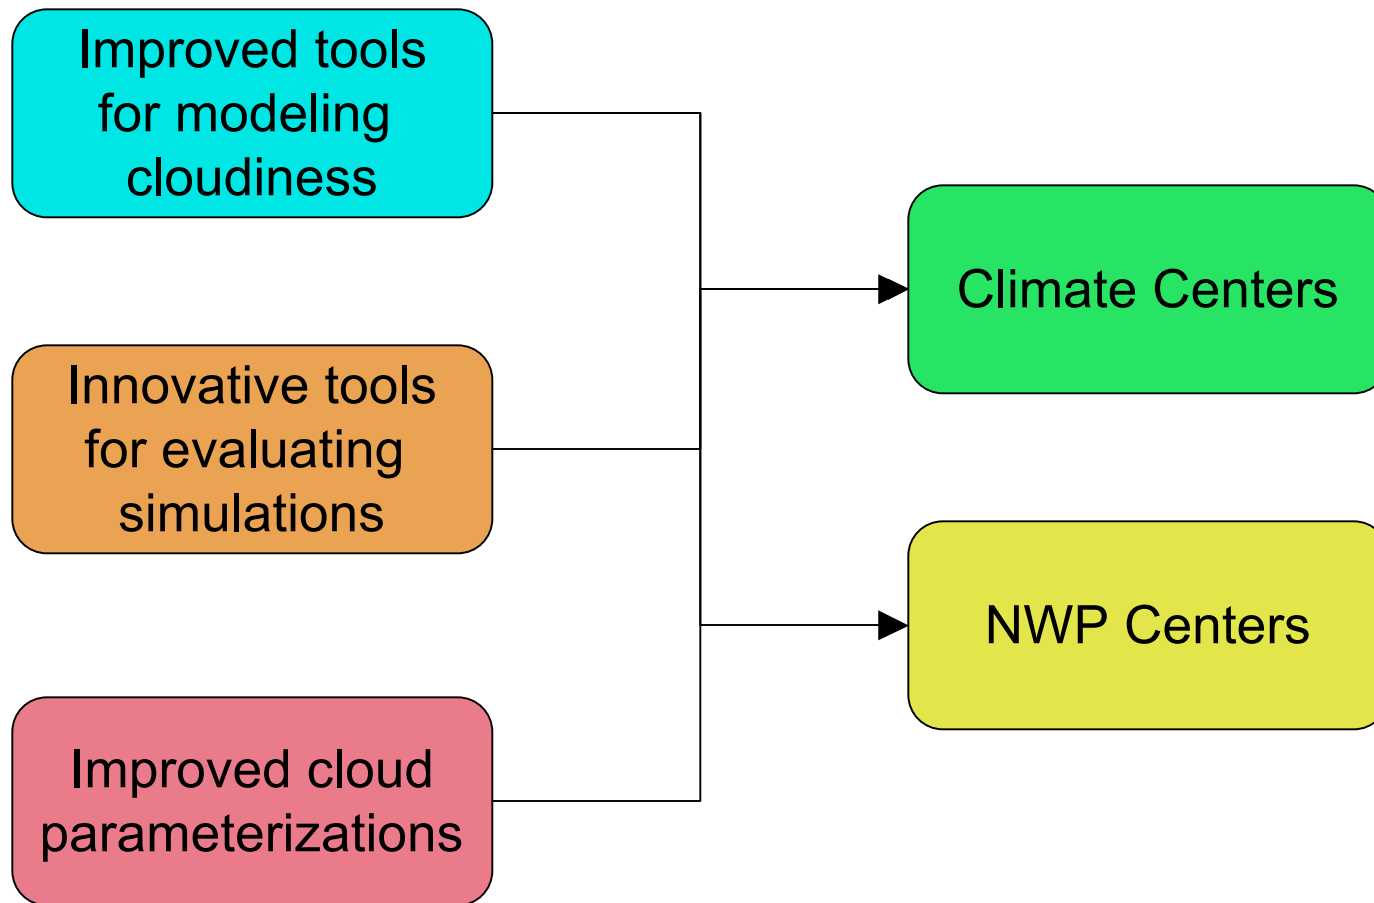 Improved tools
for modeling
cloudiness
Innovative tools
for evaluating
simulations
Improved cloud
parameterizations
Climate Centers
NWP Centers